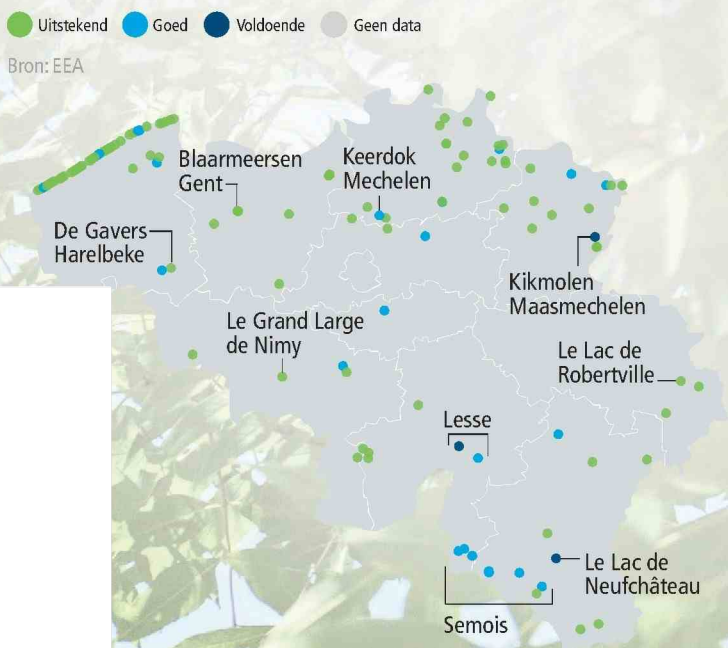 Uitstekend Goed Voldoende Geen data
Bron: EEA
Blaarmeersen
Gent
Keerdok
Mechelen
De Gavers
Harelbeke
Kikmolen
Maasmechelen
Le Grand Large
de Nimy
Le Lac de
Robertville
Lesse
Le Lac de
Neufchâteau
Semois